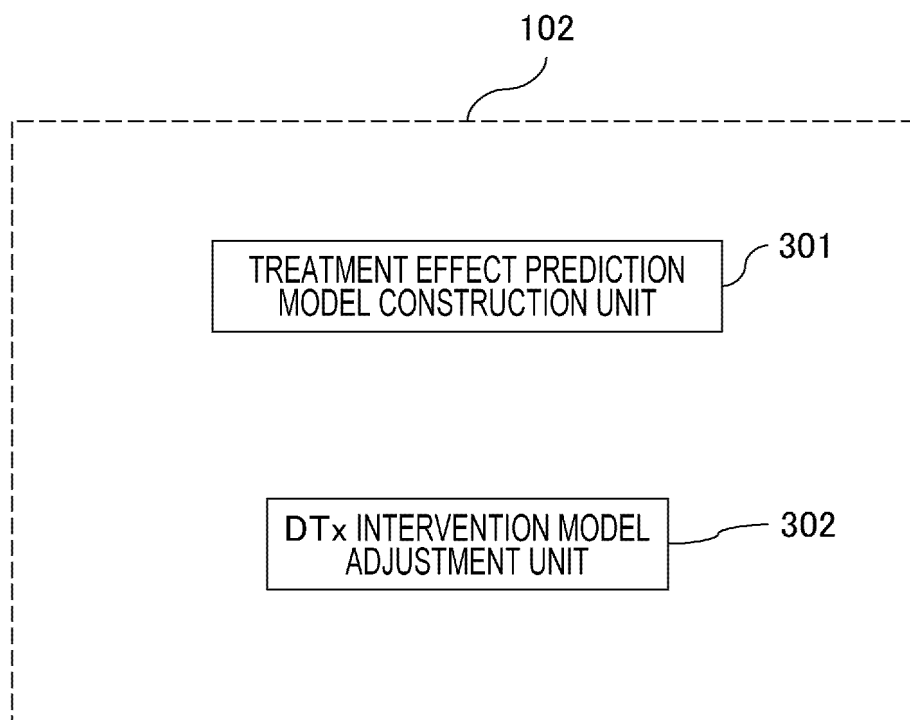 102
TREATMENT EFFECT PREDICTION
MODEL CONSTRUCTION UNIT
301
DTx INTERVENTION MODEL
ADJUSTMENT UNIT
302